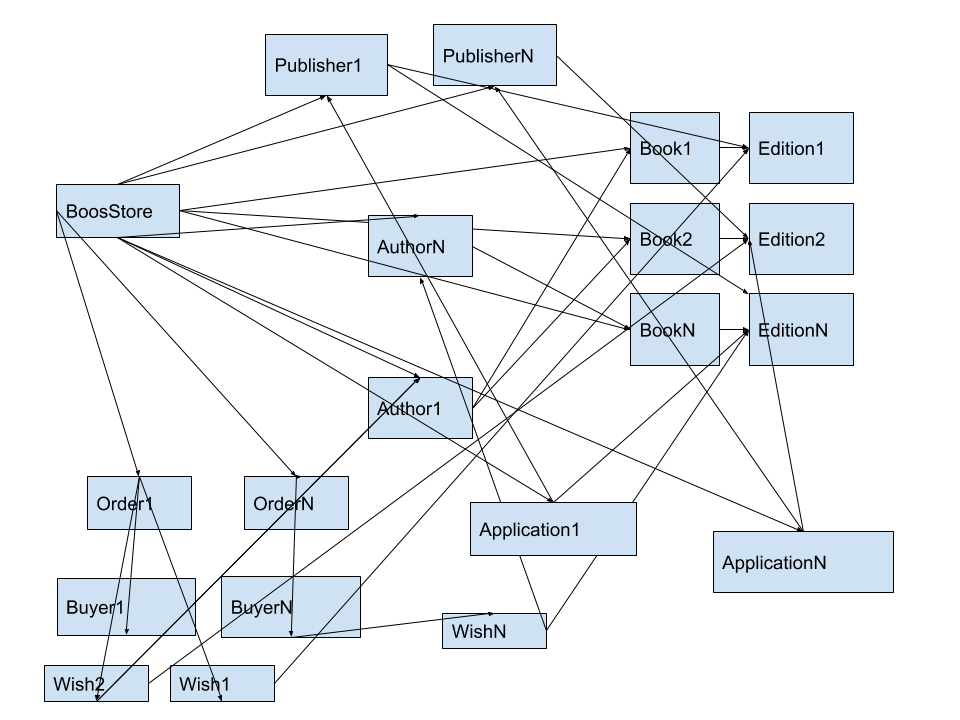 Publisher1
PublisherN
Book1
Edition1
BoosStore
AuthorN
Book2
Edition2
BookN
EditionN
Author1
Order1
OrderN
Application1
ApplicationN
Buyer1
BuyerN
WishN
Wish2
Wish1